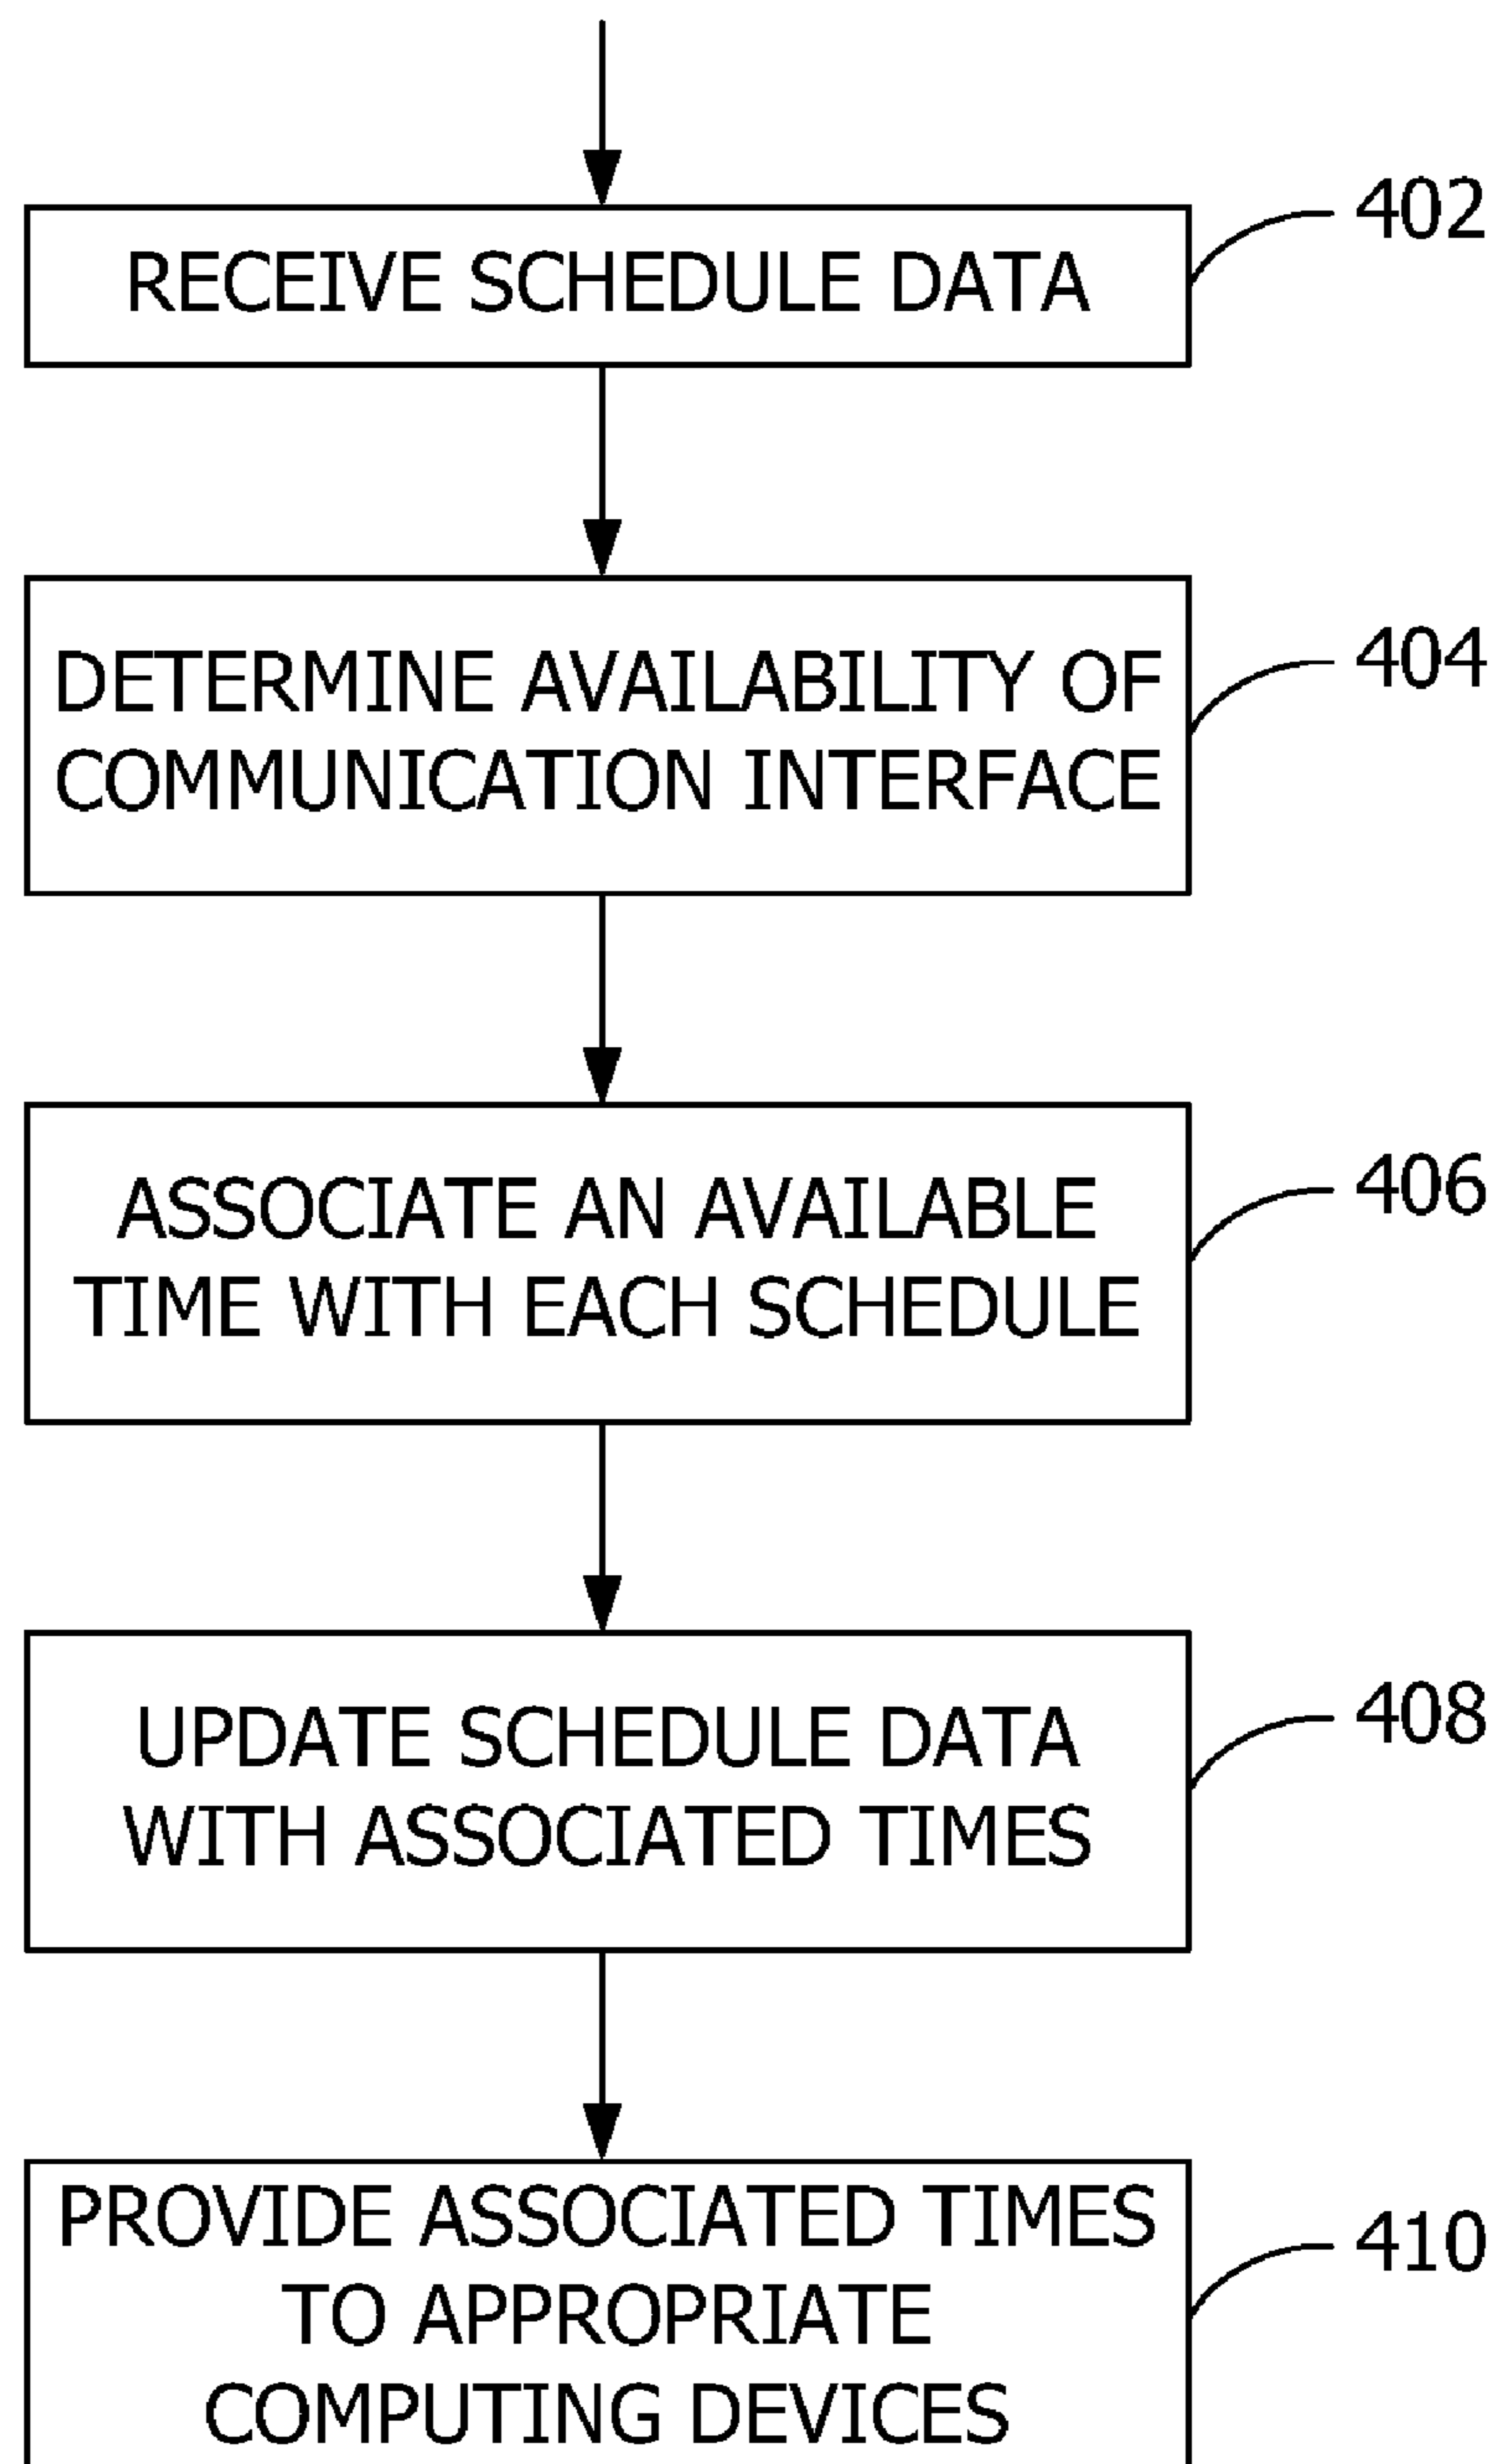 RECEIVE SCHEDULE DATA
402
DETERMINE AVAILABILITY OF
COMMUNICATION INTERFACE
404
ASSOCIATE AN AVAILABLE
TIME WITH EACH SCHEDULE
406
UPDATE SCHEDULE DATA
WITH ASSOCIATED TIMES
408
PROVIDE ASSOCIATED TIMES
TO APPROPRIATE
COMPUTING DEVICES
410